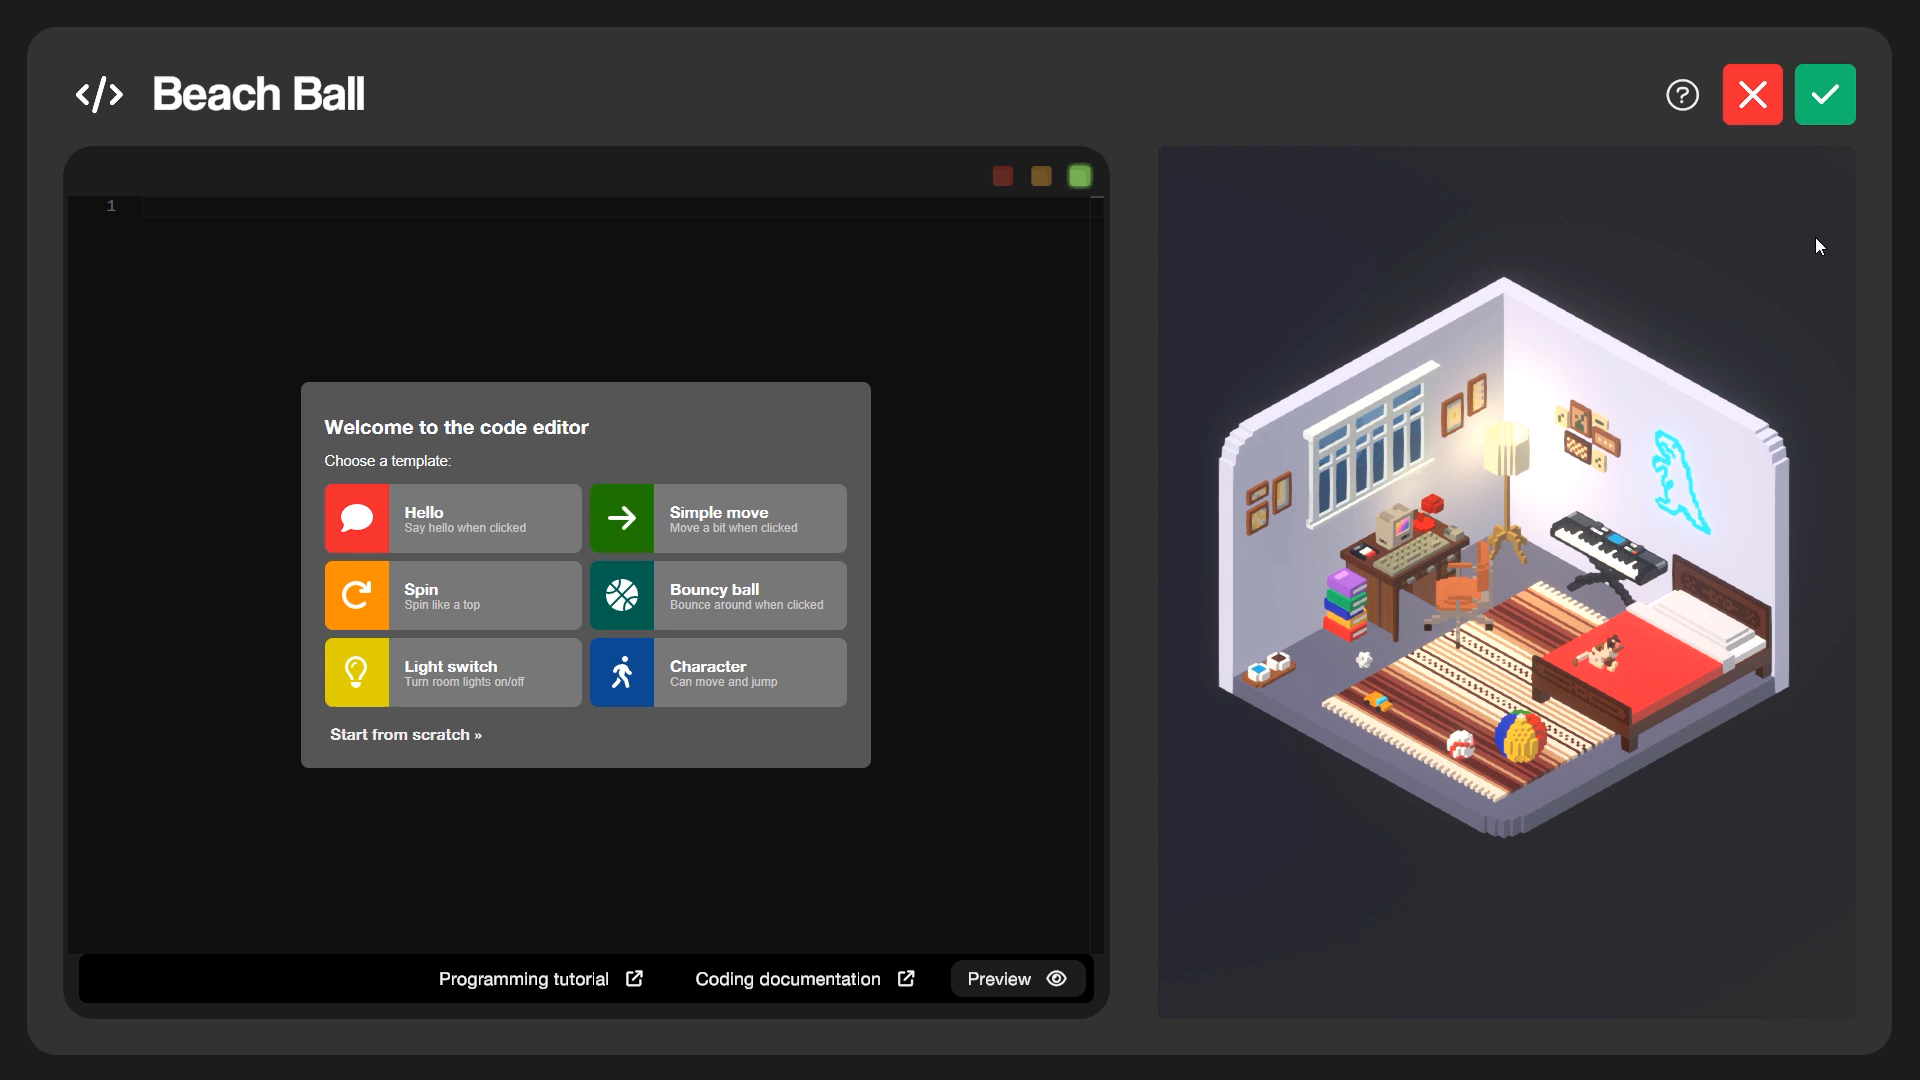 </> Beach Ball
1
Welcome to the code editor
Choose a template:
Hello
Say hello when clicked
Simple move
Move a bit when clicked
Spin
Spin like a top
Bouncy ball
Bounce around when clicked
Light switch
Turn room lights on/off
Character
Can move and jump
Start from scratch »
Programming tutorial
Coding documentation
Preview